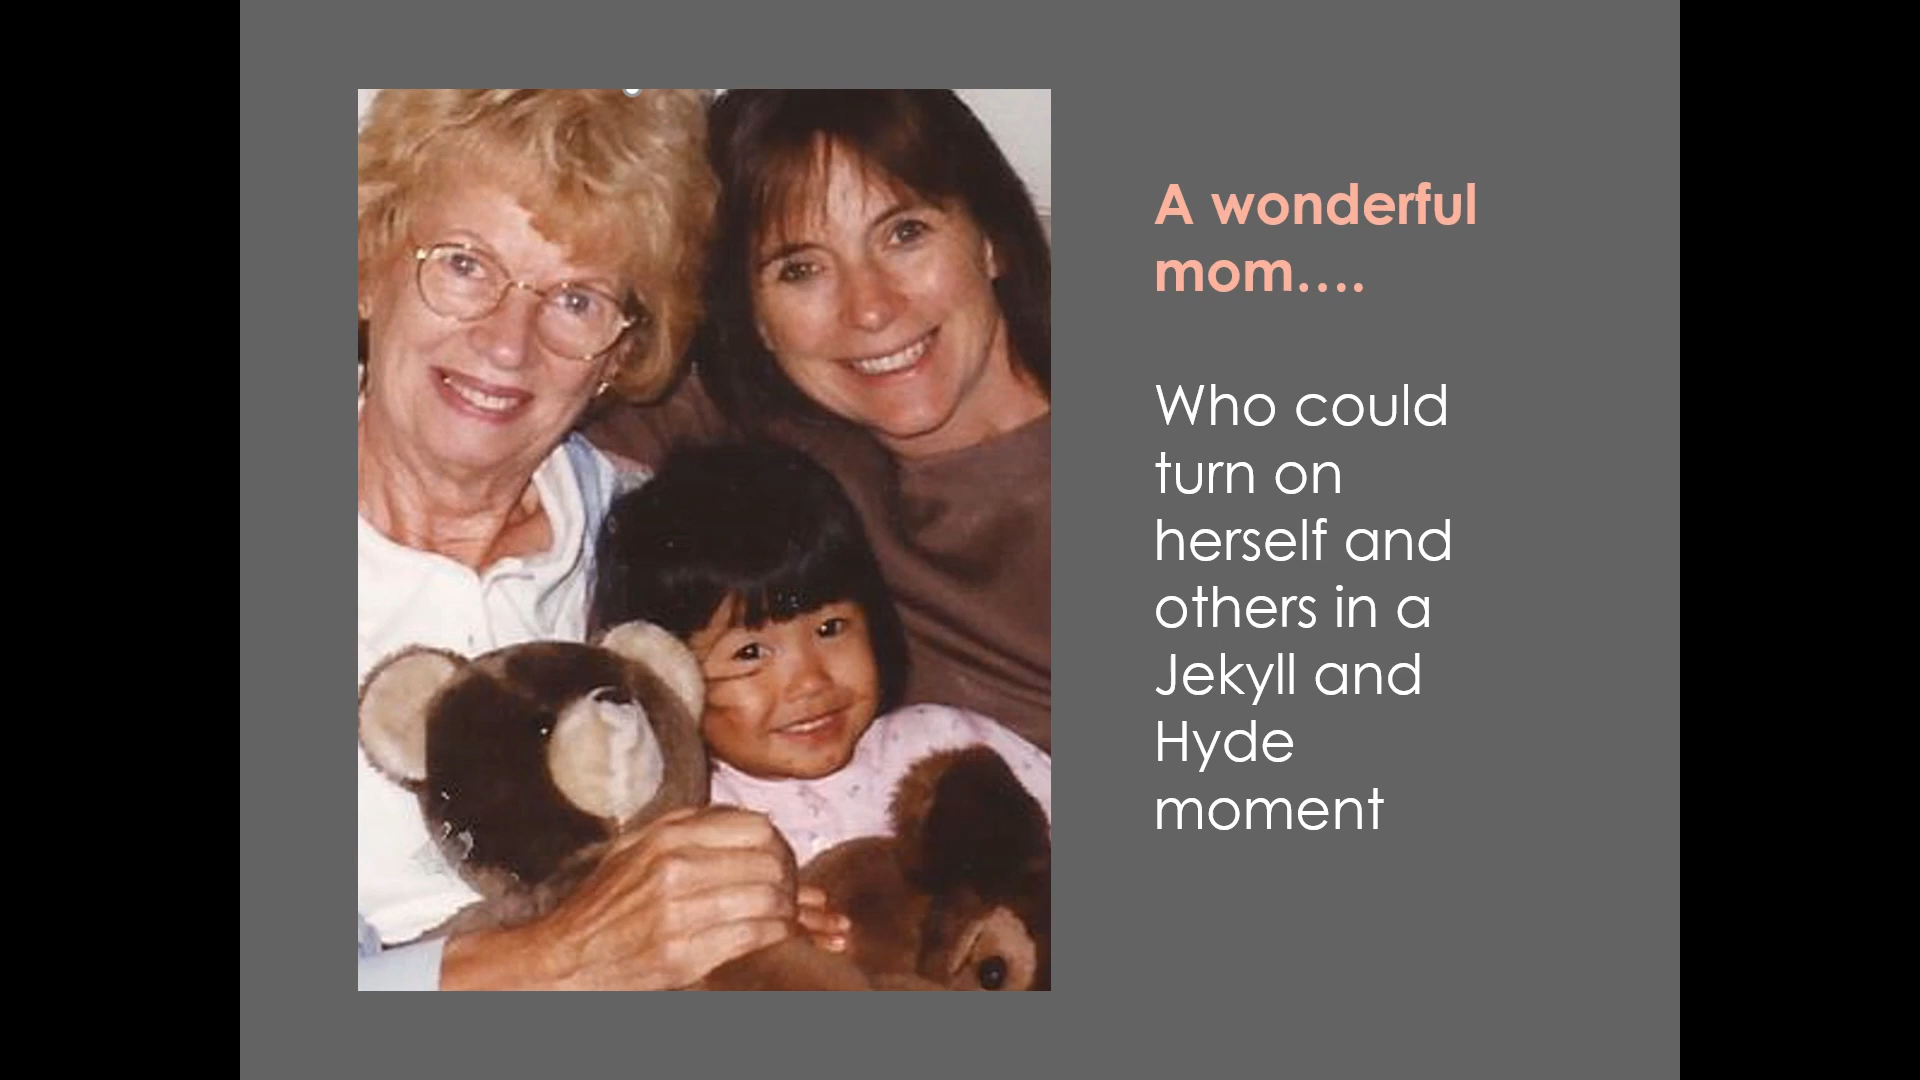 A wonderful
mom….
Who could
turn on
herself and
others in a
Jekyll and
Hyde
moment